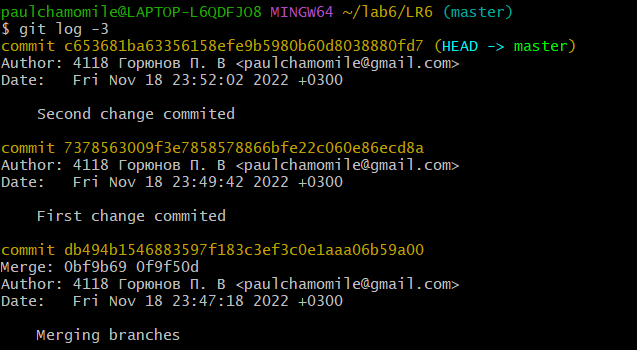 paulchamomile@LAPTOP-L6QDFJO8 MINGW64 ~/lab6/LR6 (master)
$ git log -3
commit c653681ba63356158efe9b5980b60d8038880fd7 (HEAD -> master)
Author: 4118 Горюнов П. В <paulchamomile@gmail.com>
Date:   Fri Nov 18 23:52:02 2022 +0300
Second change commited
commit 7378563009f3e7858578866bfe22c060e86ecd8a
Author: 4118 Горюнов П. В <paulchamomile@gmail.com>
Date:   Fri Nov 18 23:49:42 2022 +0300
First change commited
commit db494b1546883597f183c3ef3c0e1aaa06b59a00
Merge: 0bf9b69 0f9f50d
Author: 4118 Горюнов П. В <paulchamomile@gmail.com>
Date:   Fri Nov 18 23:47:18 2022 +0300
Merging branches